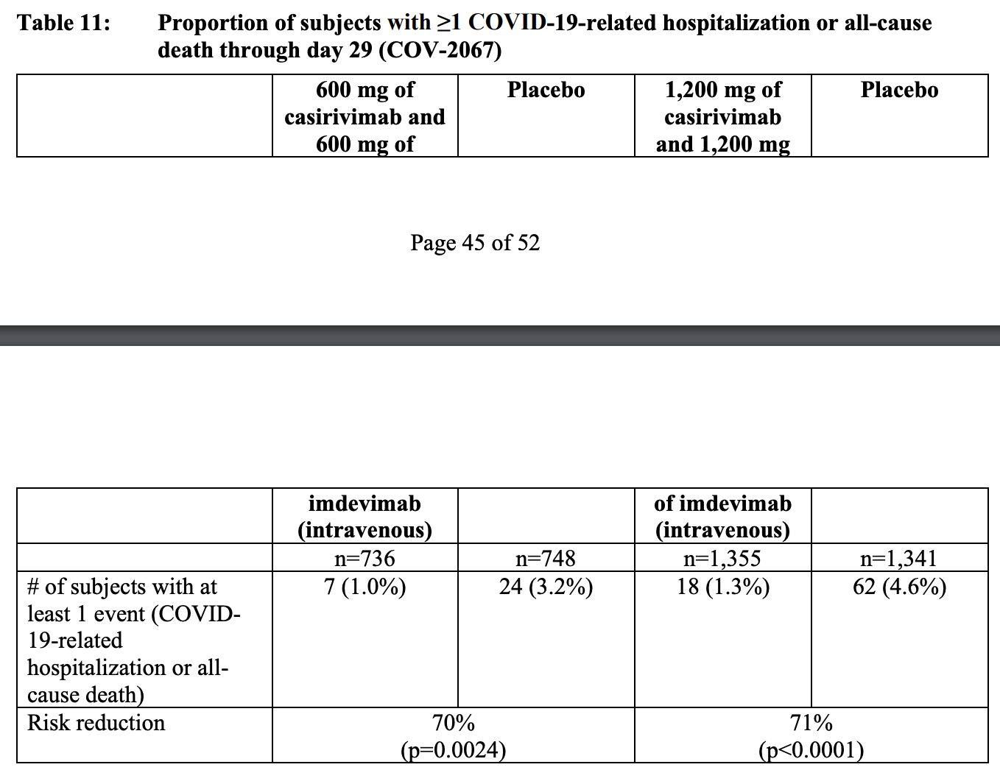 Table 11: Proportion of subjects with ≥1 COVID-19-related hospitalization or all-cause
death through day 29 (COV-2067)
600 mg of Placebo 1,200 mg of Placebo
casirivimab and casirivimab
600 mg of and 1,200 mg
Page 45 of 52
imdevimab of imdevimab
(intravenous) (intravenous)
n=736 n=748 n=1,355 n=1,341
# of subjects with at 7 (1.0%) 24 (3.2%) 18 (1.3%) 62 (4.6%)
least 1 event (COVID-
19-related
hospitalization or all-
cause death)
Risk reduction 70% 71%
(p=0.0024) (p<0.0001)